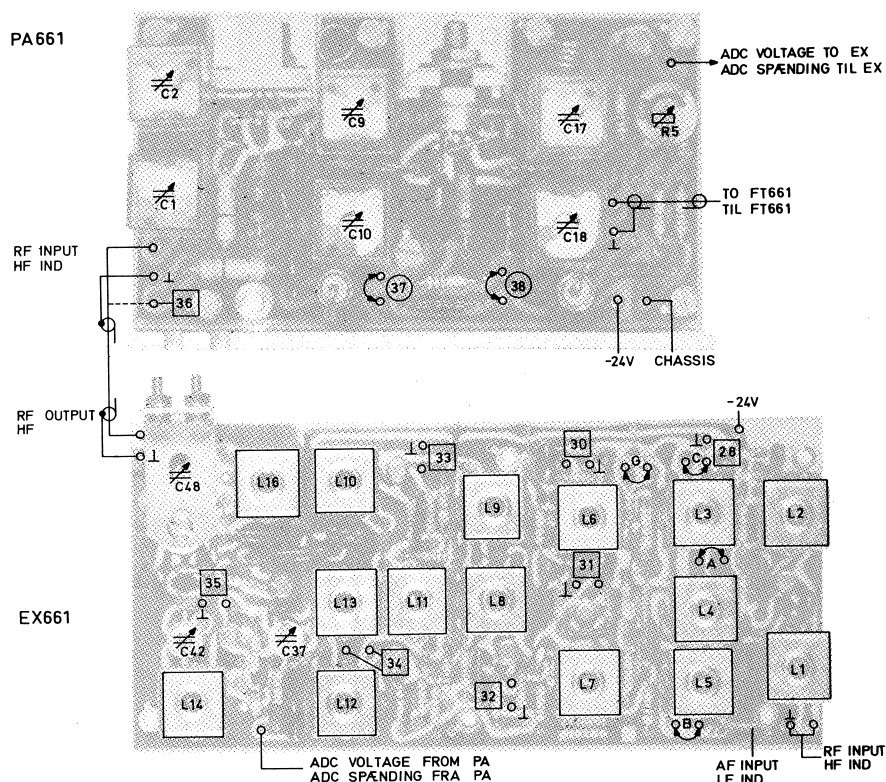 PA661
ADC VOLTAGE TO EX
ADC SPÆNDING TIL EX
C2
C9
C17
R5
C1
C10
C18
TO FT661
TIL FT661
RF INPUT
HF IND
36
37
38
-24V
CHASSIS
RF OUTPUT
HF
-24V
33
30
G
C
28
C48
L16
L10
L9
L6
L3
L2
A
31
35
L13
L11
L8
L4
EX661
C42
C37
34
L14
L12
32
L7
L5
L1
B
ADC VOLTAGE FROM PA
ADC SPÆNDING FRA PA
AF INPUT
LF IND
RF INPUT
HF IND